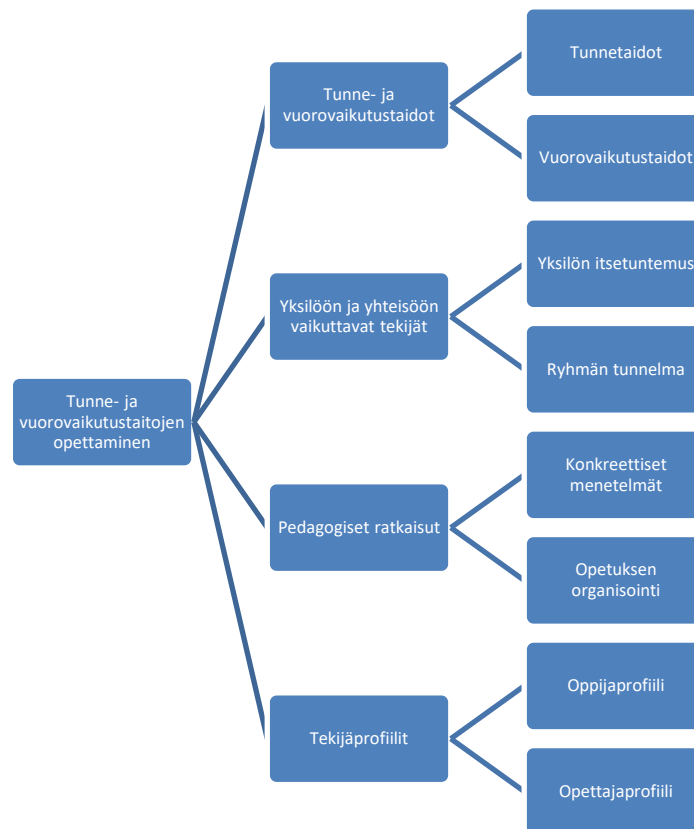 Tunne- ja
vuorovaikutustaitojen
opettaminen
Tunne- ja
vuorovaikutustaidot
Tunnetaidot
Vuorovaikutustaidot
Yksilöön ja yhteisöön
vaikuttavat tekijät
Yksilön itsetuntemus
Ryhmän tunnelma
Pedagogiset ratkaisut
Konkreettiset
menetelmät
Opetuksen
organisointi
Tekijäprofiilit
Oppijaprofiili
Opettajaprofiili